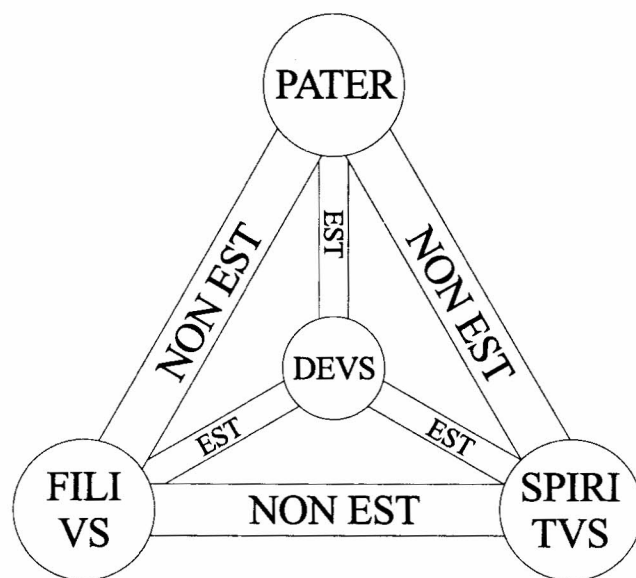 PATER
EST
NON EST
NON EST
DEVS
EST
EST
FILI
VS
NON EST
SPIRI
TVS